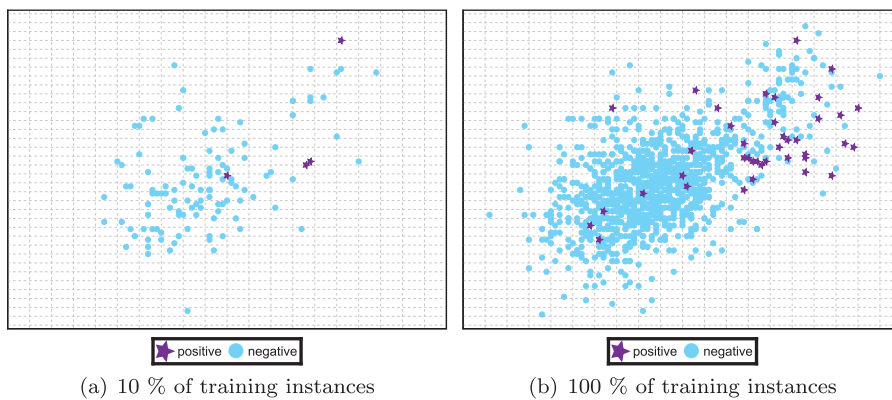 positive negative
positive negative
(a) 10 % of training instances
(b) 100 % of training instances